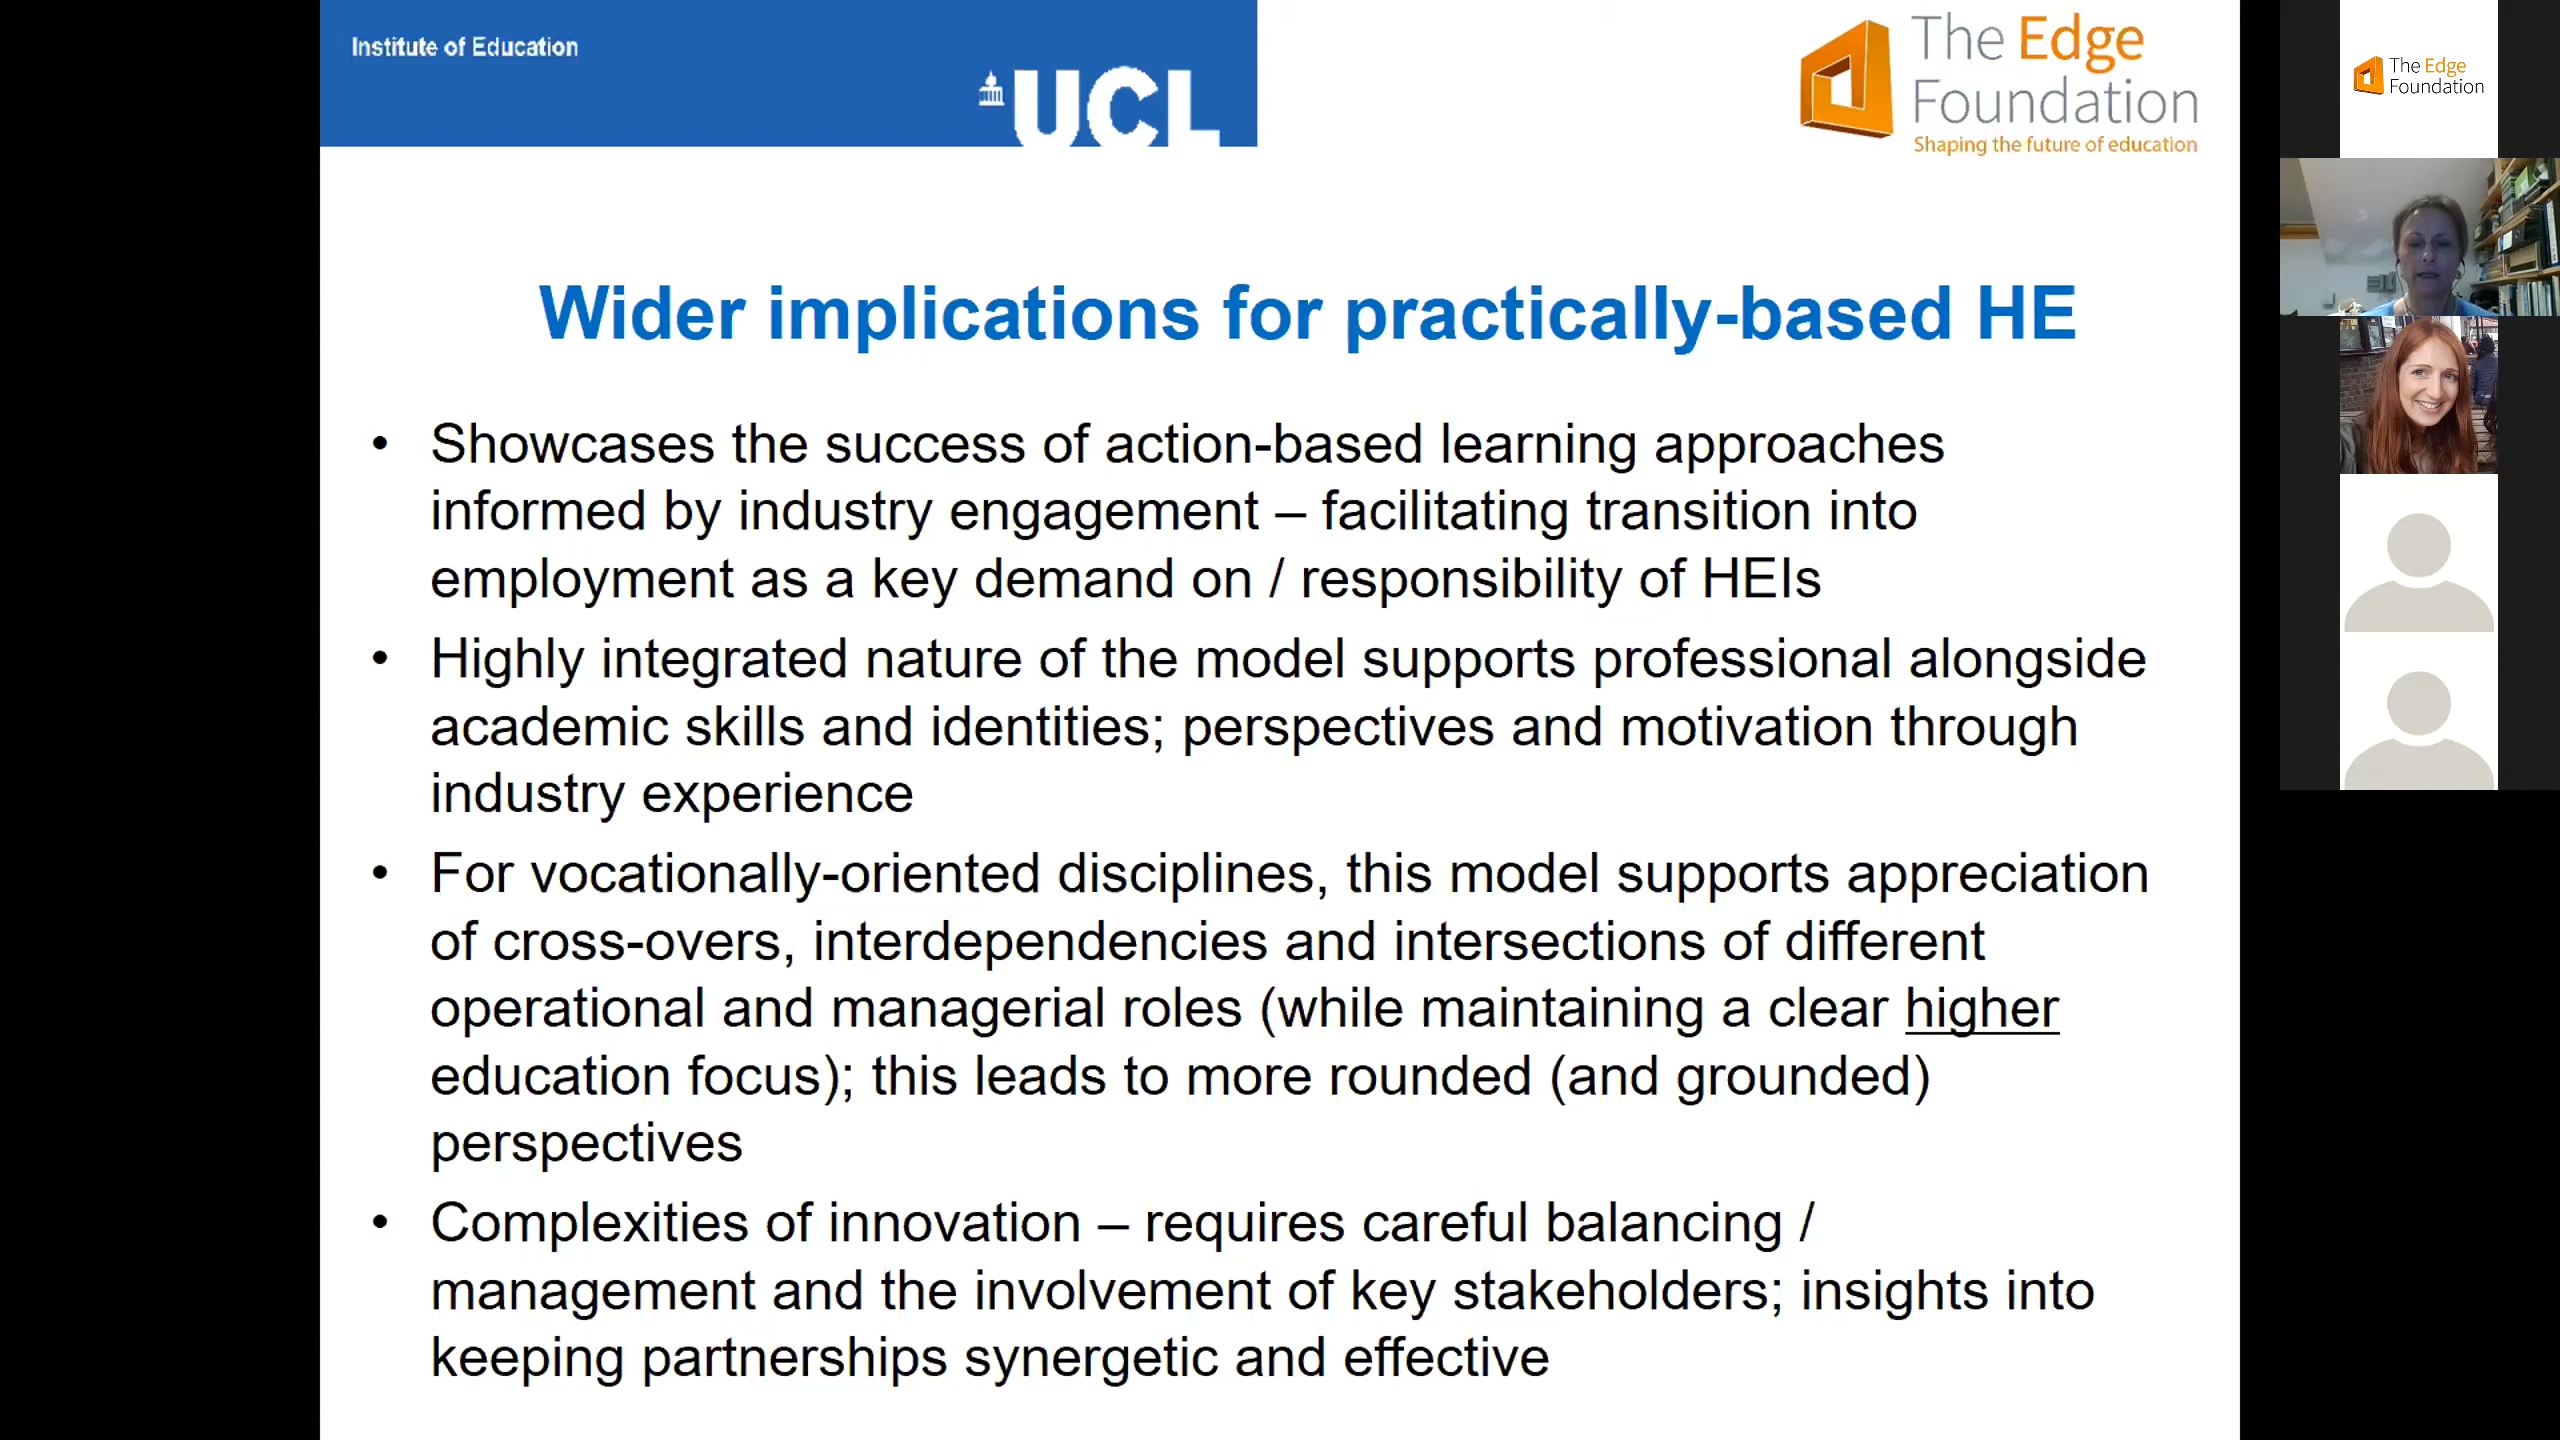 Institute of Education
UCL
The Edge
Foundation
Shaping the future of education
The Edge
Foundation
Wider implications for practically-based HE
• Showcases the success of action-based learning approaches
informed by industry engagement – facilitating transition into
employment as a key demand on / responsibility of HEIs
• Highly integrated nature of the model supports professional alongside
academic skills and identities; perspectives and motivation through
industry experience
• For vocationally-oriented disciplines, this model supports appreciation
of cross-overs, interdependencies and intersections of different
operational and managerial roles (while maintaining a clear higher
education focus); this leads to more rounded (and grounded)
perspectives
• Complexities of innovation – requires careful balancing /
management and the involvement of key stakeholders; insights into
keeping partnerships synergetic and effective